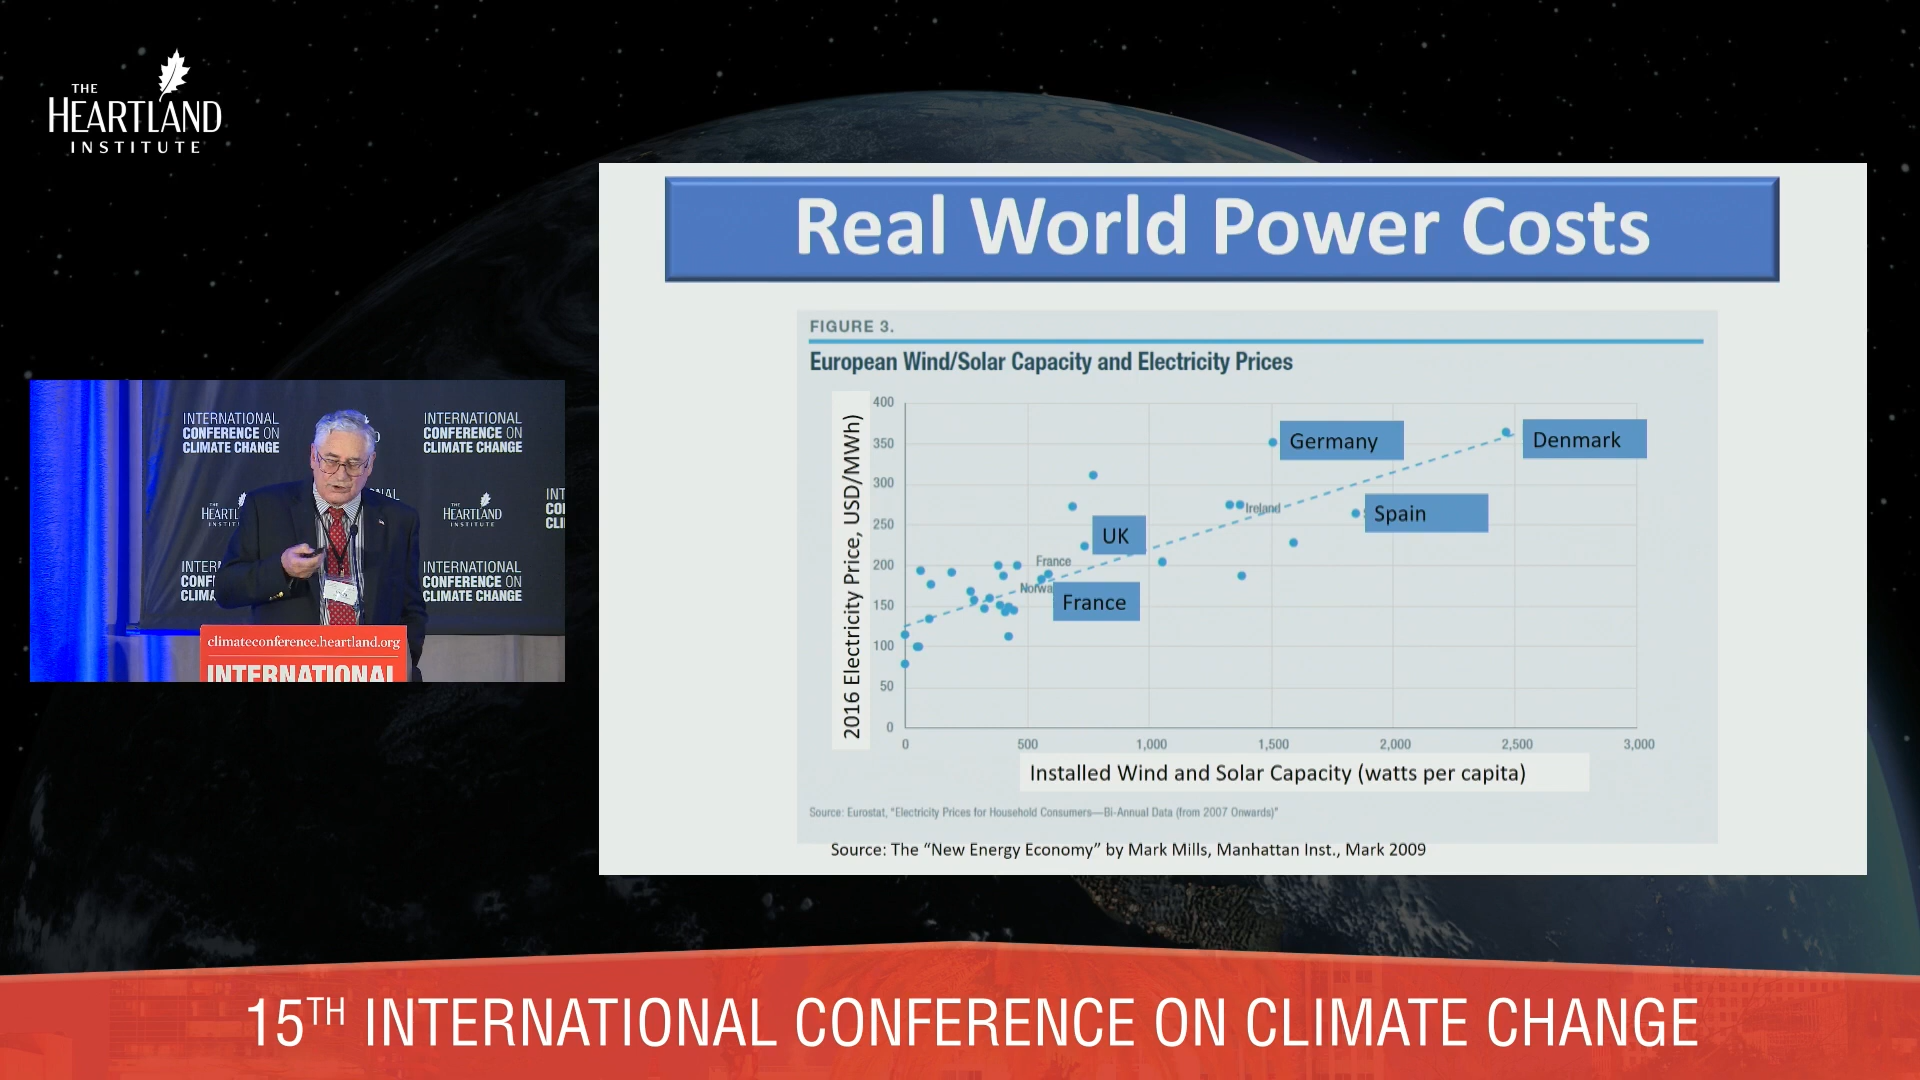 THE
HEARTLAND
INSTITUTE
Real World Power Costs
FIGURE 3.
European Wind/Solar Capacity and Electricity Prices
2016 Electricity Price, USD/MWh)
400
350
300
250
200
150
100
50
0
Germany
Denmark
Ireland
Spain
UK
France
Norwa
France
0
500
1,000
1,500
2,000
2,500
3,000
Installed Wind and Solar Capacity (watts per capita)
Source: Eurostat, "Electricity Prices for Household Consumers—Bi-Annual Data (from 2007 Onwards)"
Source: The “New Energy Economy” by Mark Mills, Manhattan Inst., Mark 2009
INTERNATIONAL
CONFERENCE ON
CLIMATE CHANGE
INTERNATIONAL
CONFERENCE ON
CLIMATE CHANGE
THE
HEARTLAND
INSTITUTE
INTERNATIONAL
CONFERENCE ON
CLIMATE CHANGE
climateconference.heartland.org
INTERNATIONAL
15TH INTERNATIONAL CONFERENCE ON CLIMATE CHANGE